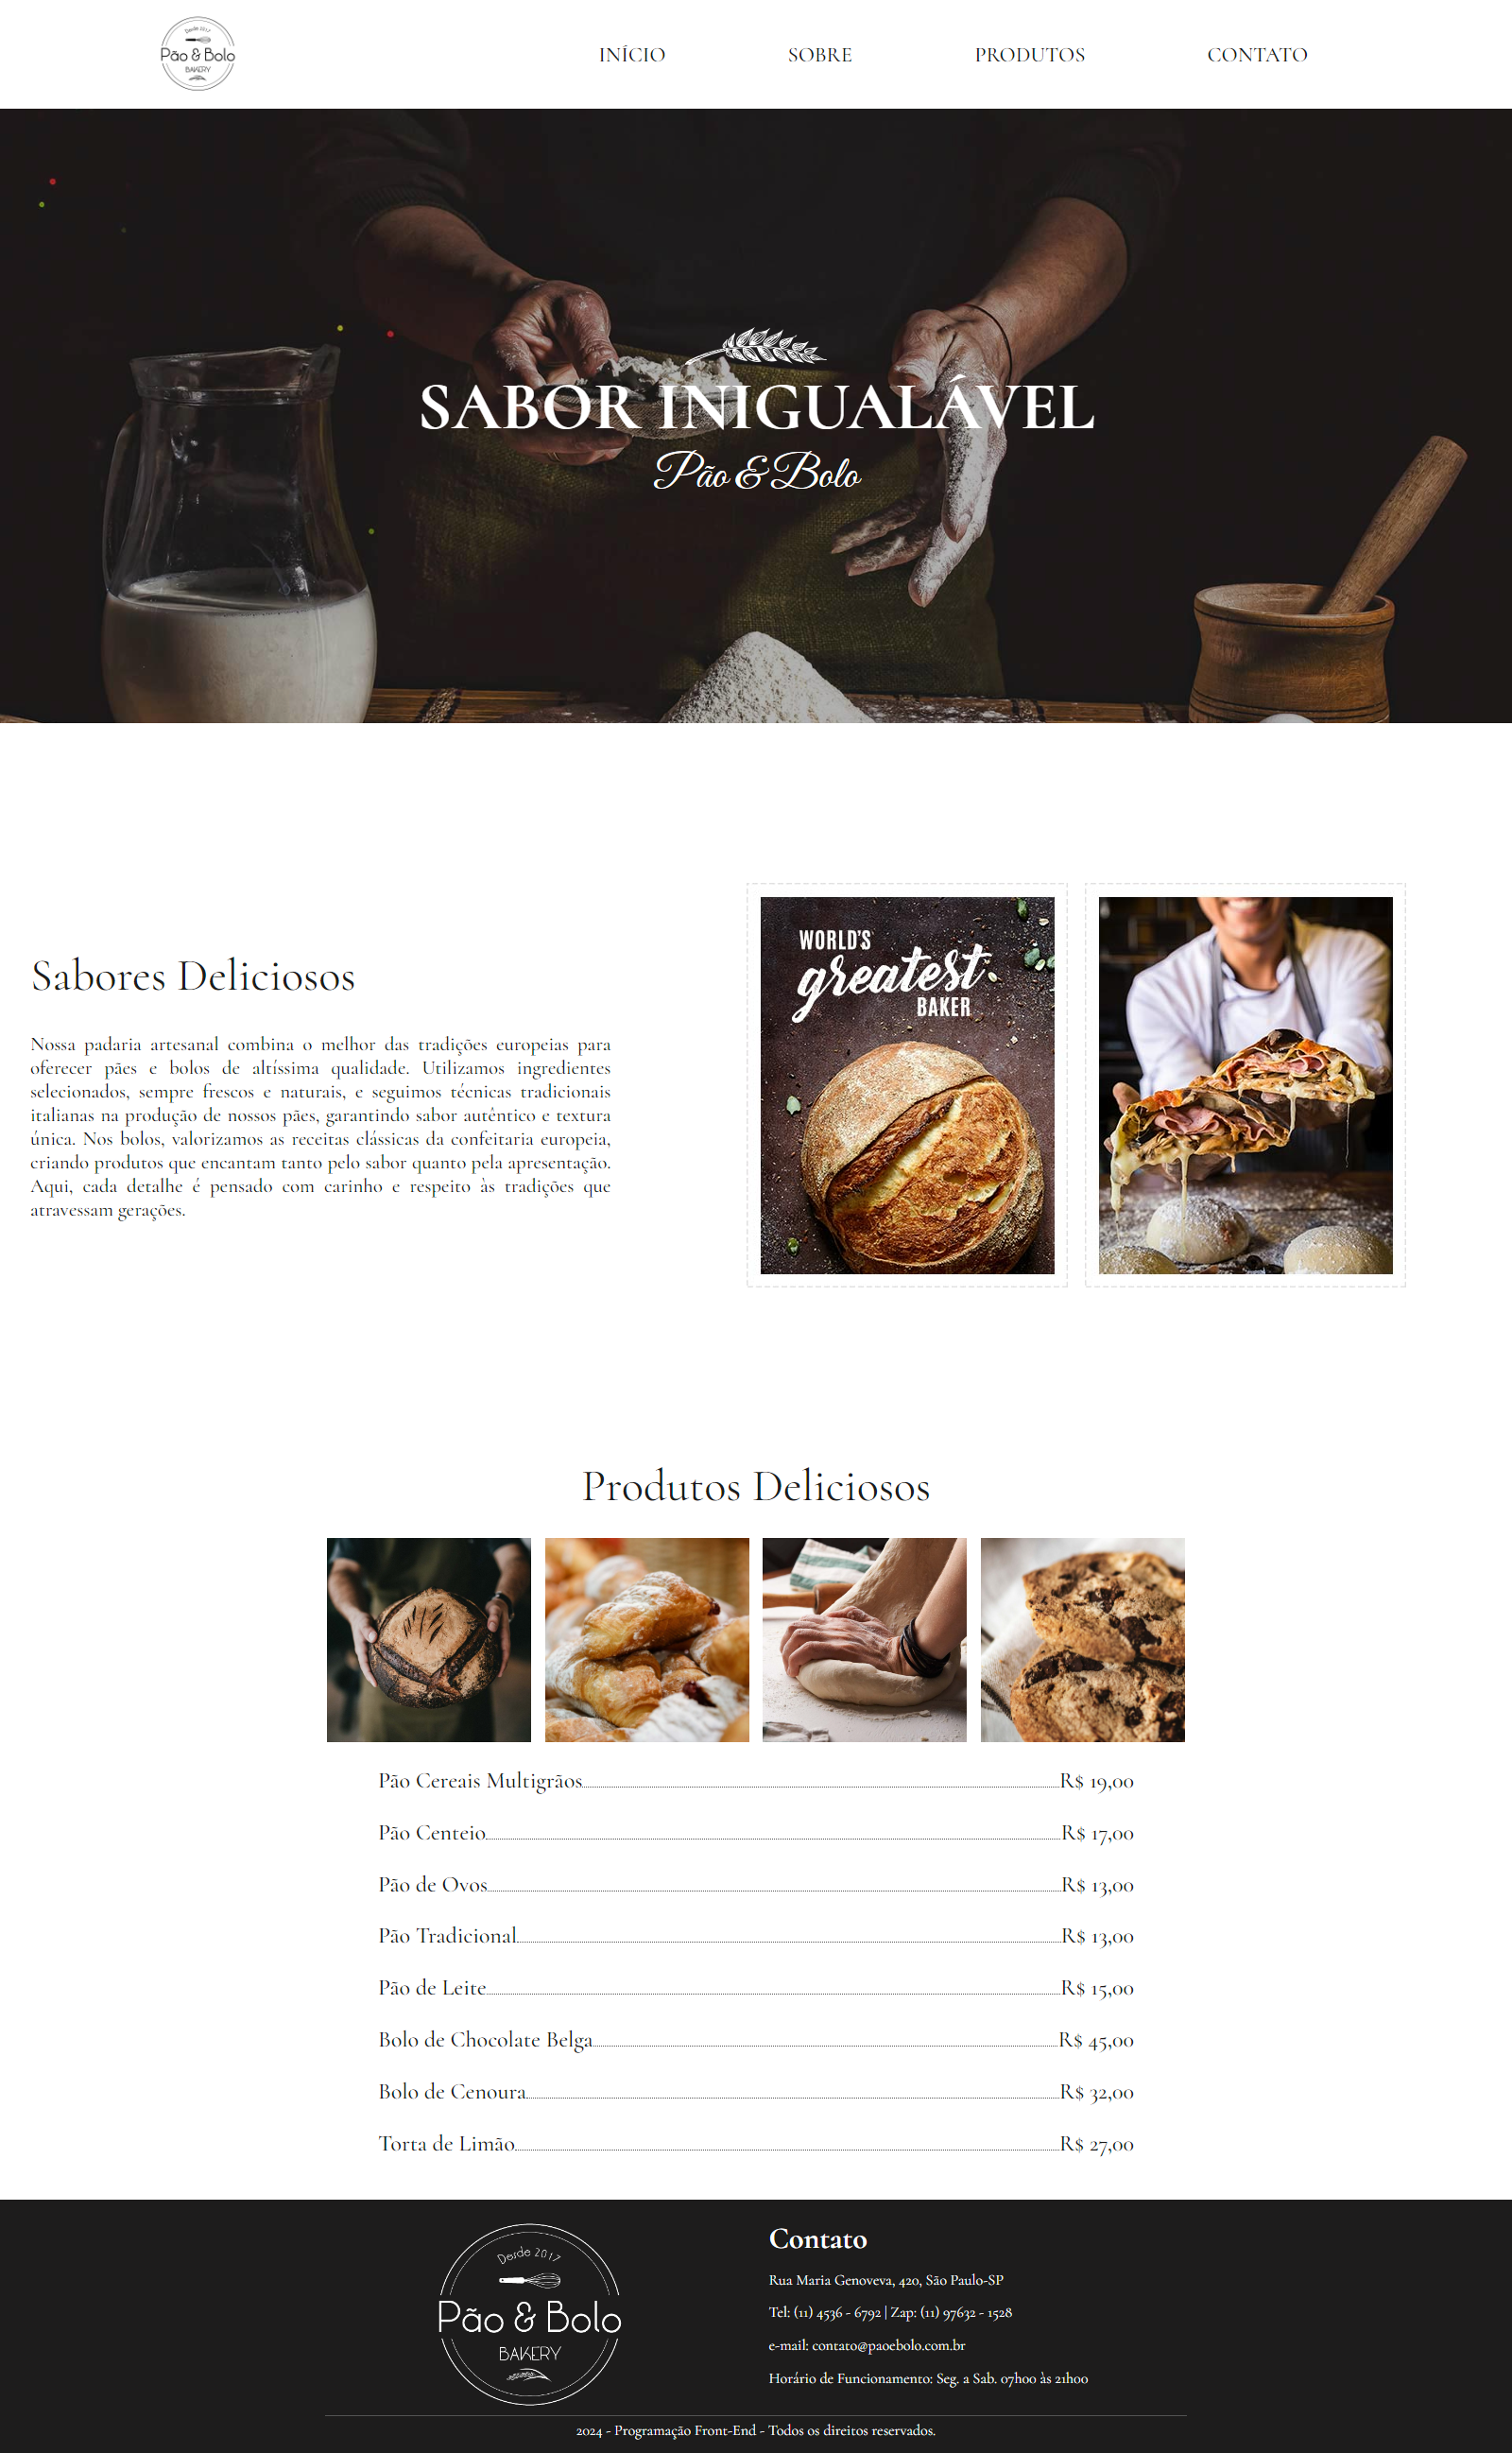 Desde 2017
Pão & Bolo
BAKERY
INÍCIO SOBRE PRODUTOS CONTATO
SABOR INIGUALÁVEL
Pão & Bolo
Sabores Deliciosos
Nossa padaria artesanal combina o melhor das tradições europeias para
oferecer pães e bolos de altíssima qualidade. Utilizamos ingredientes
selecionados, sempre frescos e naturais, e seguimos técnicas tradicionais
italianas na produção de nossos pães, garantindo sabor autêntico e textura
única. Nos bolos, valorizamos as receitas clássicas da confeitaria europeia,
criando produtos que encantam tanto pelo sabor quanto pela apresentação.
Aqui, cada detalhe é pensado com carinho e respeito às tradições que
atravessam gerações.
WORLD'S
greatest
BAKER
Produtos Deliciosos
Pão Cereais Multigrãos R$ 19,00
Pão Centeio R$ 17,00
Pão de Ovos R$ 13,00
Pão Tradicional R$ 13,00
Pão de Leite R$ 15,00
Bolo de Chocolate Belga R$ 45,00
Bolo de Cenoura R$ 32,00
Torta de Limão R$ 27,00
Desde 2017
Pão & Bolo
BAKERY
Contato
Rua Maria Genoveva, 420, São Paulo-SP
Tel: (11) 4536 - 6792 | Zap: (11) 97632 - 1528
e-mail: contato@paoebolo.com.br
Horário de Funcionamento: Seg. a Sab. 07h00 às 21h00
2024 - Programação Front-End - Todos os direitos reservados.